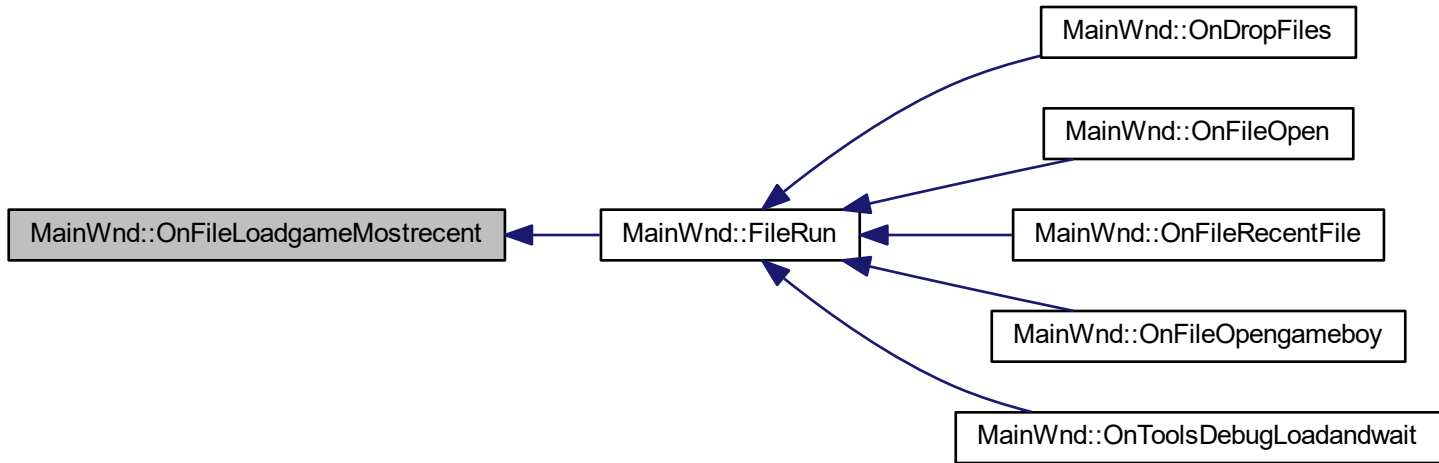 MainWnd::OnDropFiles
MainWnd::OnFileOpen
MainWnd::OnFileLoadgameMostrecent
MainWnd::FileRun
MainWnd::OnFileRecentFile
MainWnd::OnFileOpengameboy
MainWnd::OnToolsDebugLoadandwait